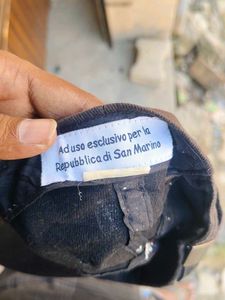 Ad uso esclusivo per la
Repubblica di San Marino